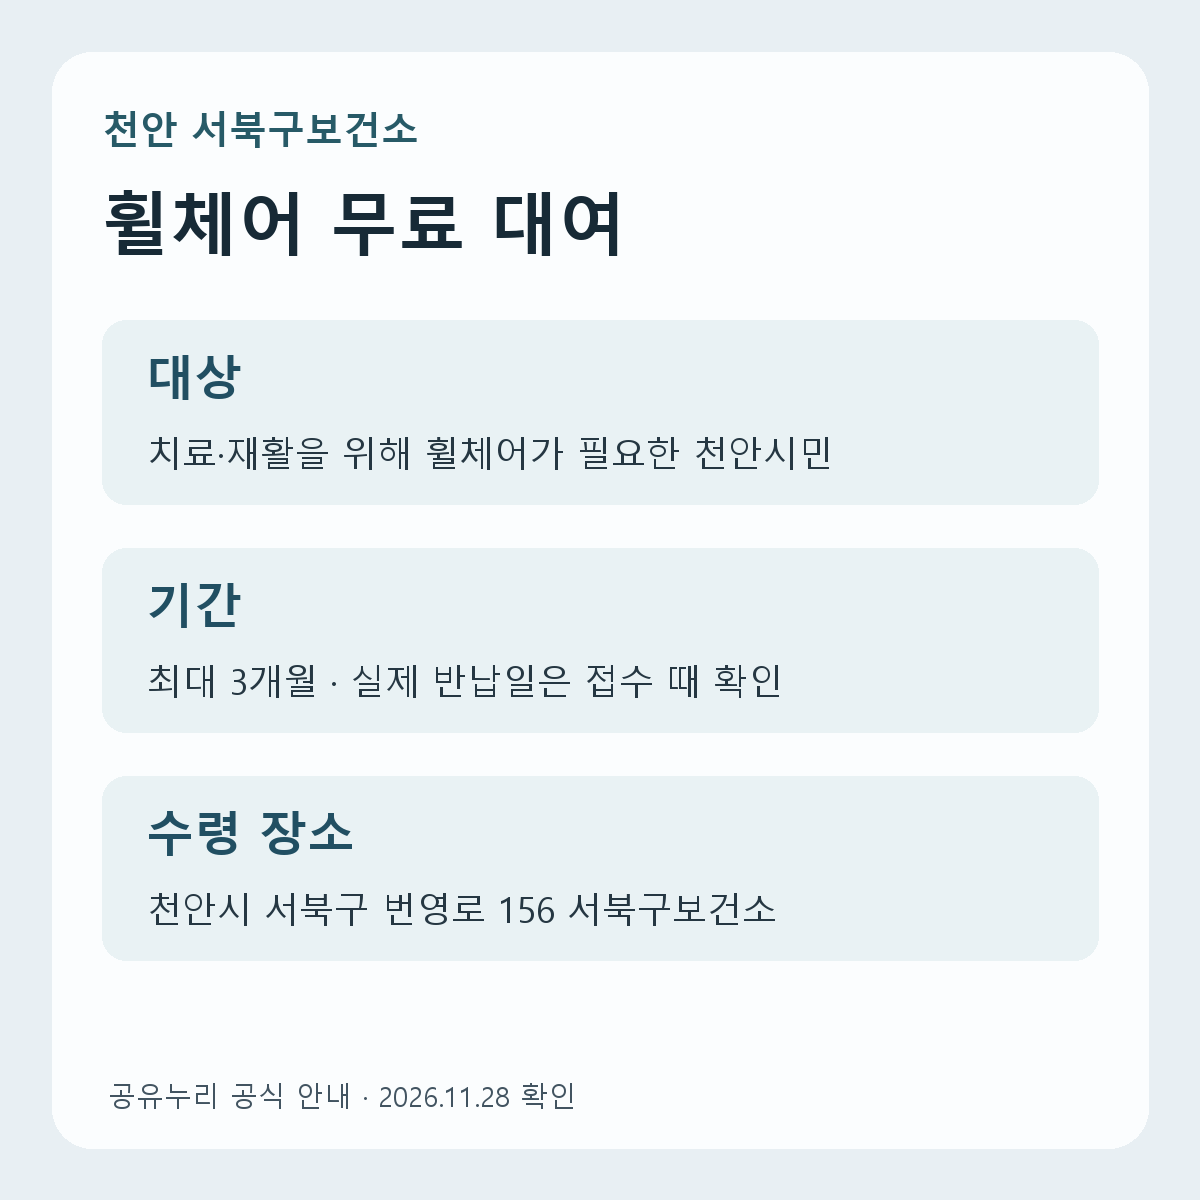 천안 서북구보건소
휠체어 무료 대여
대상
치료·재활을 위해 휠체어가 필요한 천안시민
기간
최대 3개월 · 실제 반납일은 접수 때 확인
수령 장소
천안시 서북구 번영로 156 서북구보건소
공유누리 공식 안내 · 2026.11.28 확인